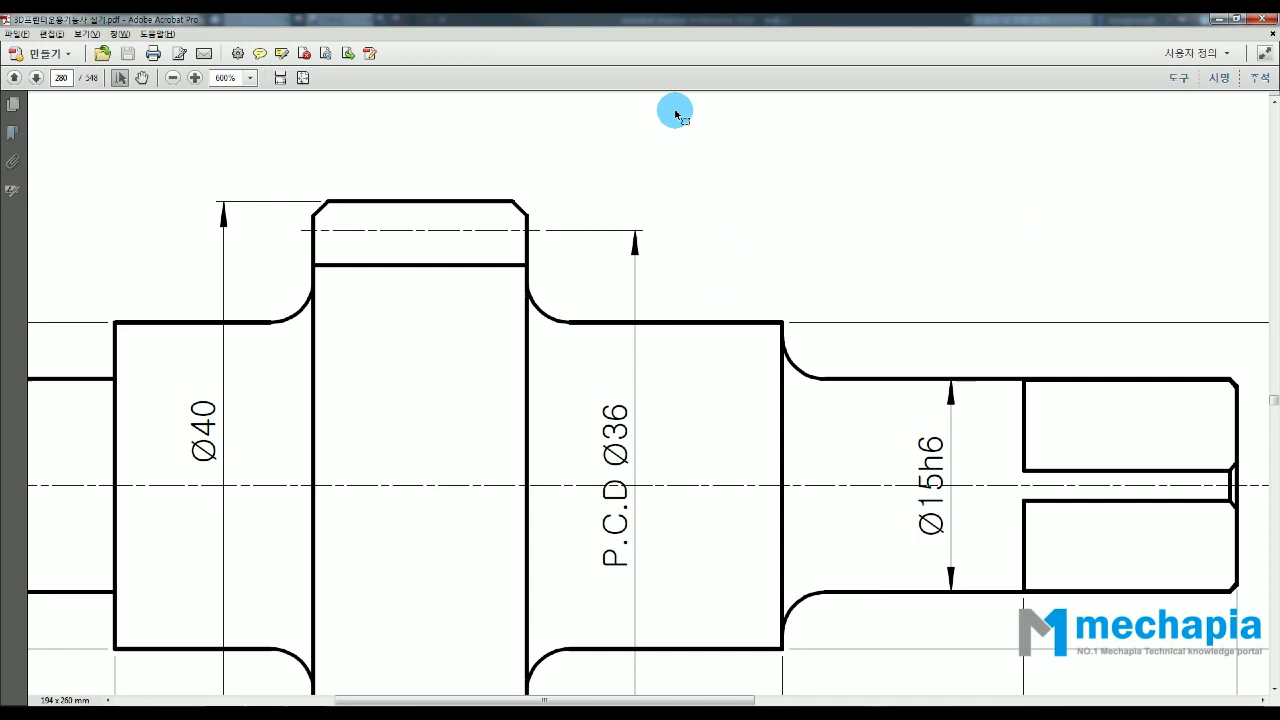 3D프린터운용기능사 실기.pdf - Adobe Acrobat Pro
파일(F) 편집(E) 보기(V) 창(W) 도움말(H)
만들기
사용자 정의
280 / 548
600%
도구 서명 주석
Ø40
P.C.D Ø36
Ø15h6
mechapia
NO.1 Mechapia Technical knowledge portal
194 x 260 mm